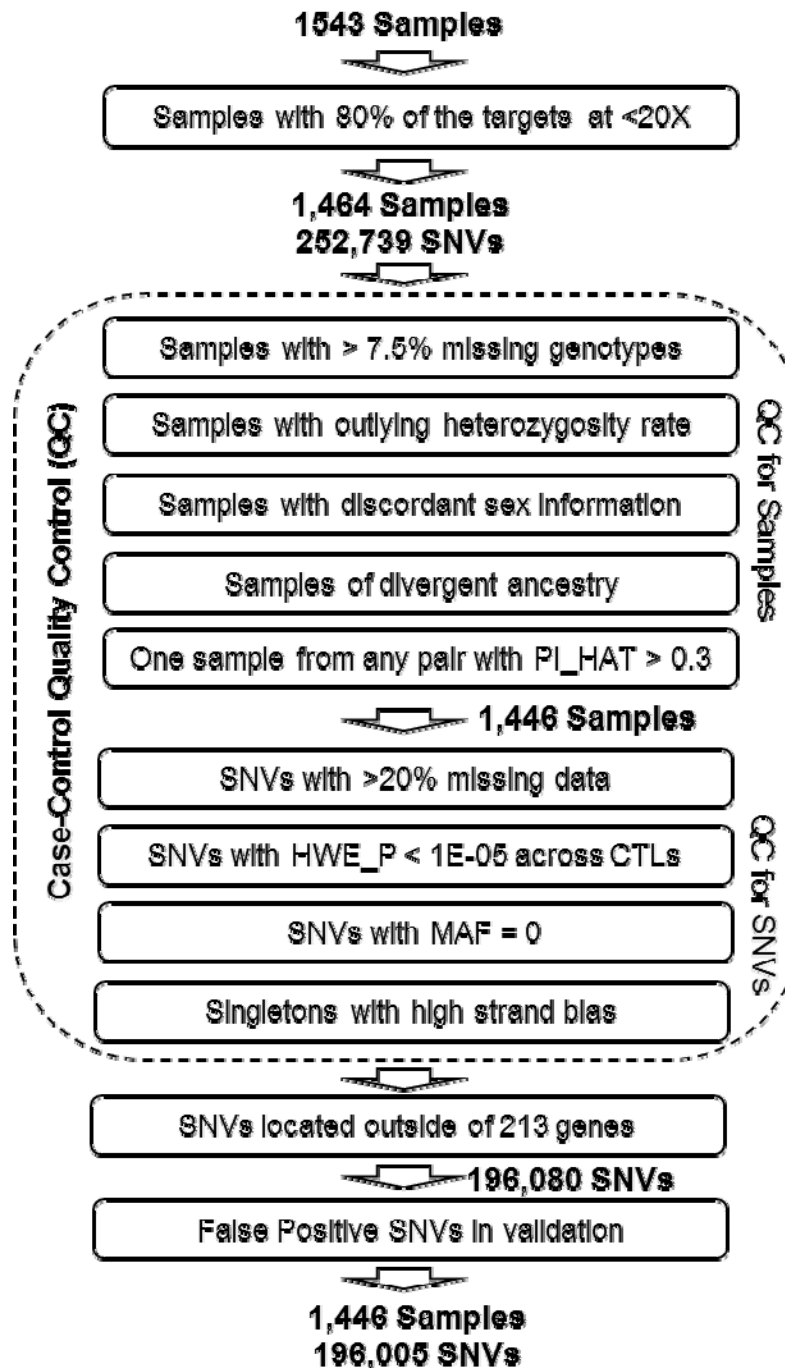 1543 Samples
Samples with 80% of the targets at <20X
1,464 Samples
252,739 SNVs
Case-Control Quality Control (QC)
QC for Samples
Samples with > 7.5% missing genotypes
Samples with outlying heterozygosity rate
Samples with discordant sex information
Samples of divergent ancestry
One sample from any pair with PI_HAT > 0.3
1,446 Samples
QC for SNVs
SNVs with >20% missing data
SNVs with HWE_P < 1E-05 across CTLs
SNVs with MAF = 0
Singletons with high strand bias
SNVs located outside of 213 genes
196,080 SNVs
False Positive SNVs in validation
1,446 Samples
196,005 SNVs